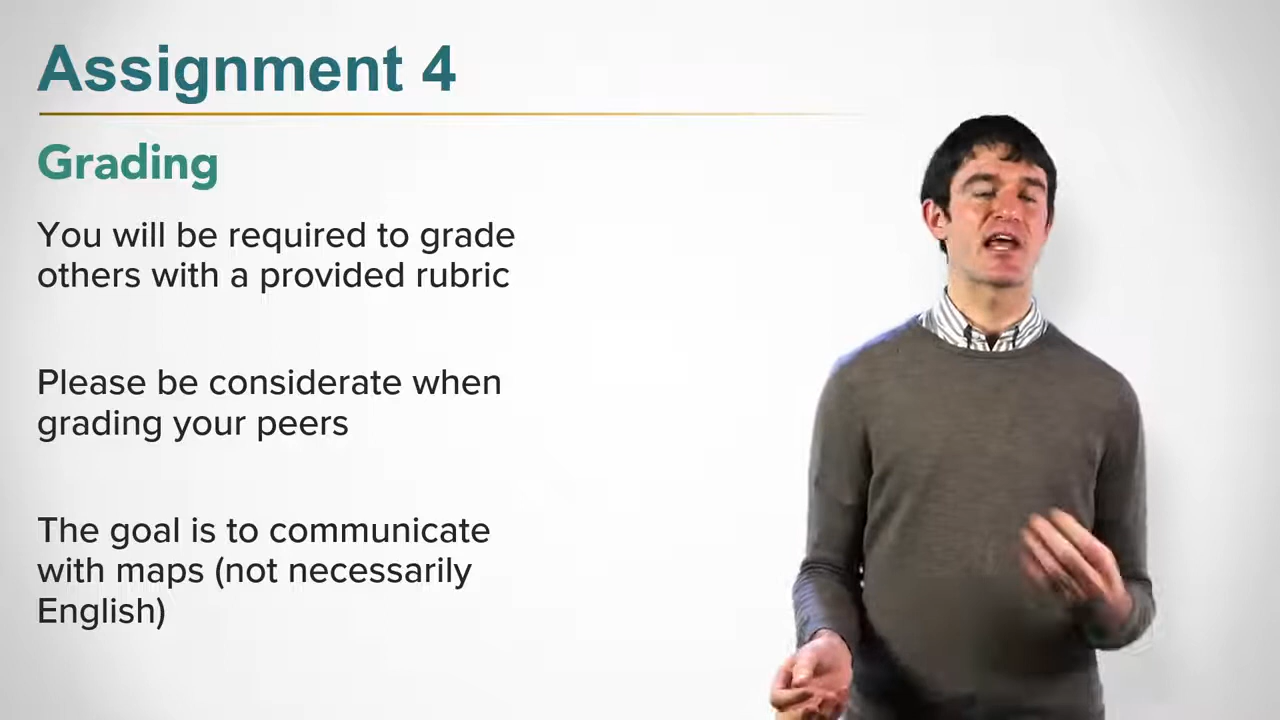 Assignment 4
Grading
You will be required to grade
others with a provided rubric
Please be considerate when
grading your peers
The goal is to communicate
with maps (not necessarily
English)